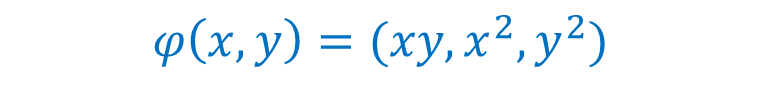 φ(x, y) = (xy, x², y²)